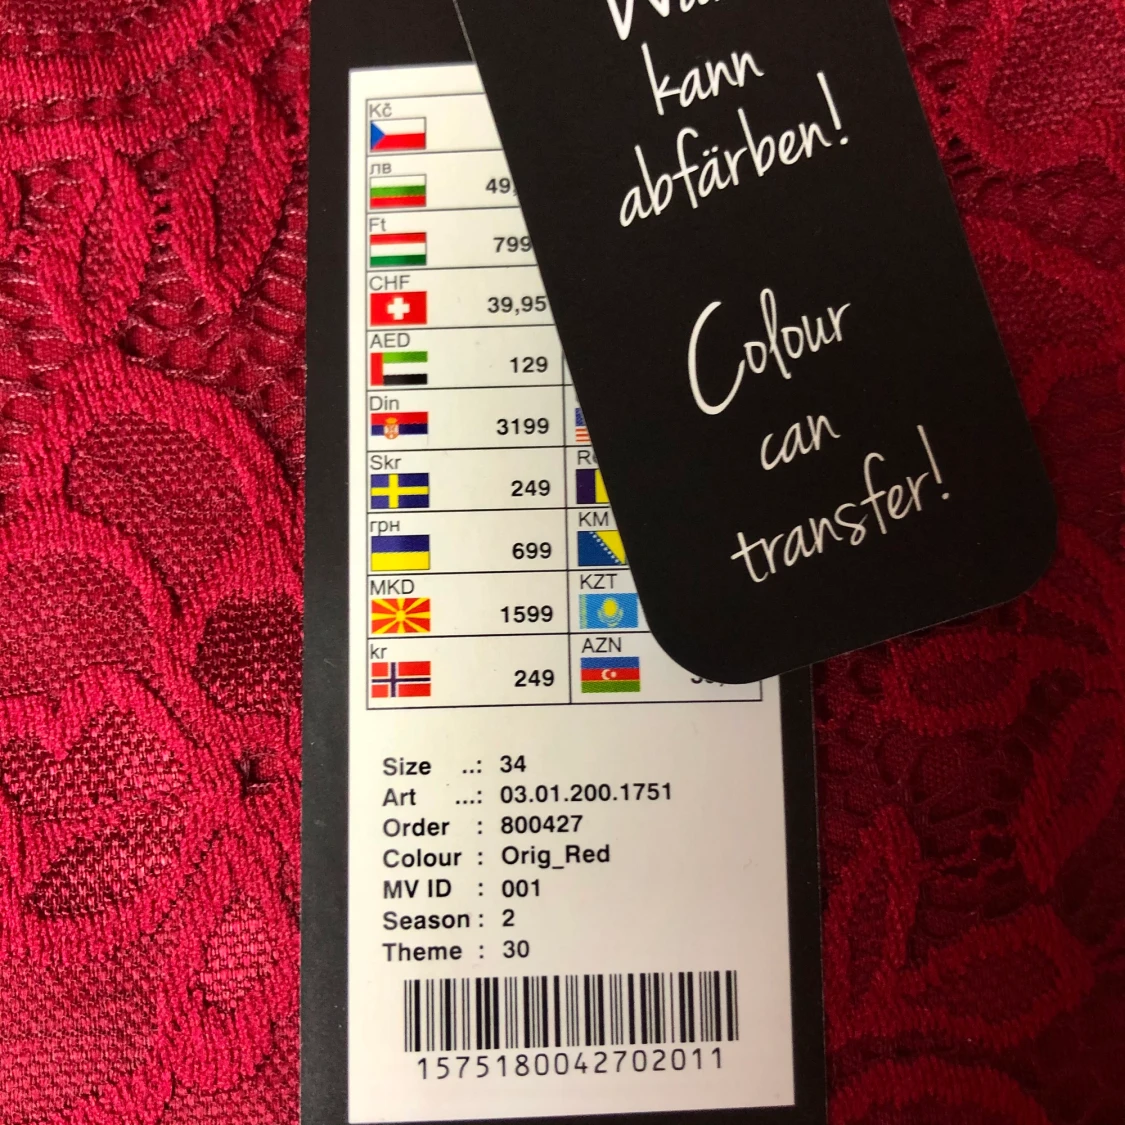 kann
abfärben!
Colour
can
transfer!
Kč
лв
49,
Ft
799
CHF
39,95
AED
129
Din
3199
Skr
249
грн
699
KM
MKD
1599
KZT
kr
249
AZN
Size ..: 34
Art ...: 03.01.200.1751
Order : 800427
Colour : Orig_Red
MV ID : 001
Season : 2
Theme : 30
1575180042702011